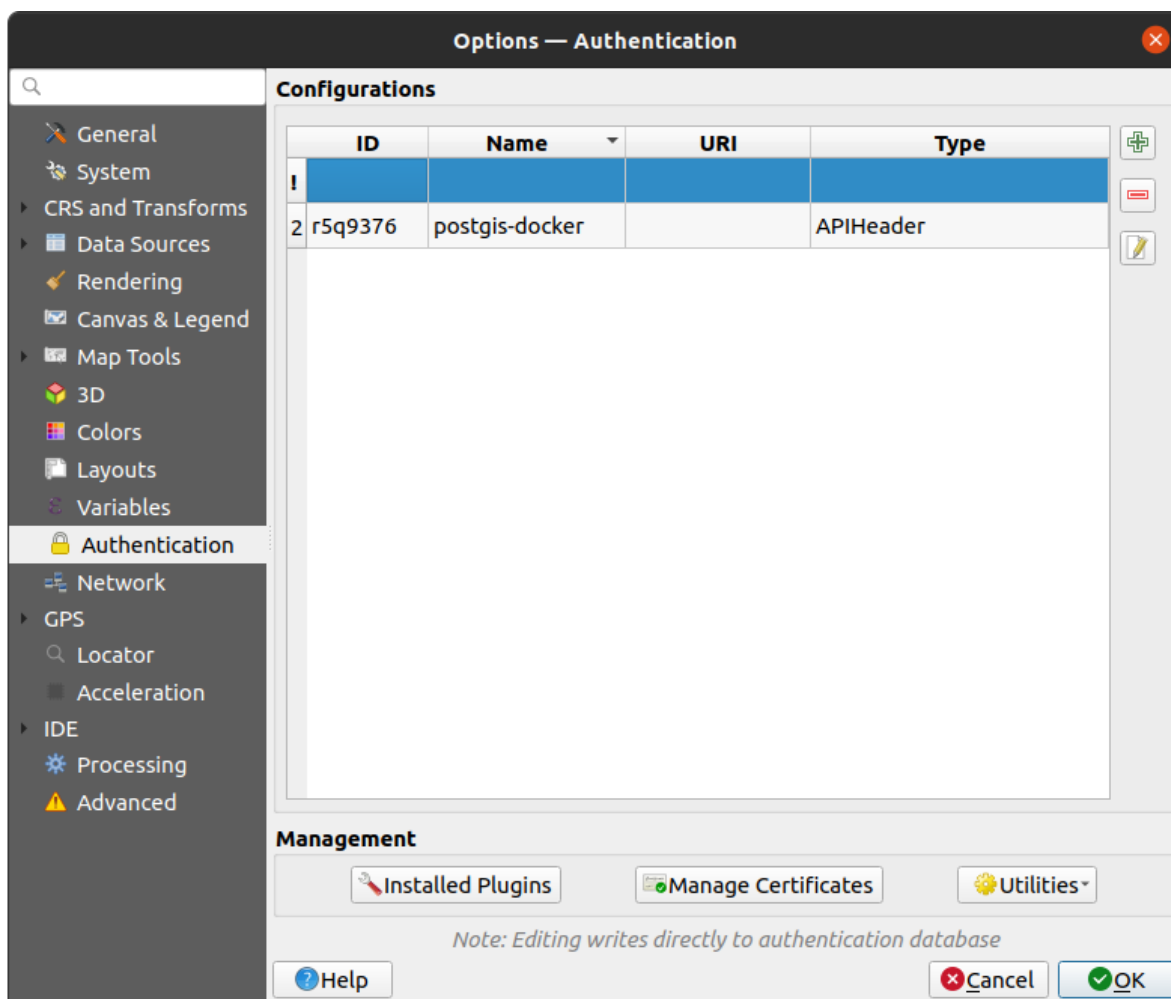 Options — Authentication
Configurations
General
System
CRS and Transforms
Data Sources
Rendering
Canvas & Legend
Map Tools
3D
Colors
Layouts
Variables
Authentication
Network
GPS
Locator
Acceleration
IDE
Processing
Advanced
ID Name URI Type
!
2 r5q9376 postgis-docker APIHeader
Management
Installed Plugins Manage Certificates Utilities
Note: Editing writes directly to authentication database
Help Cancel OK